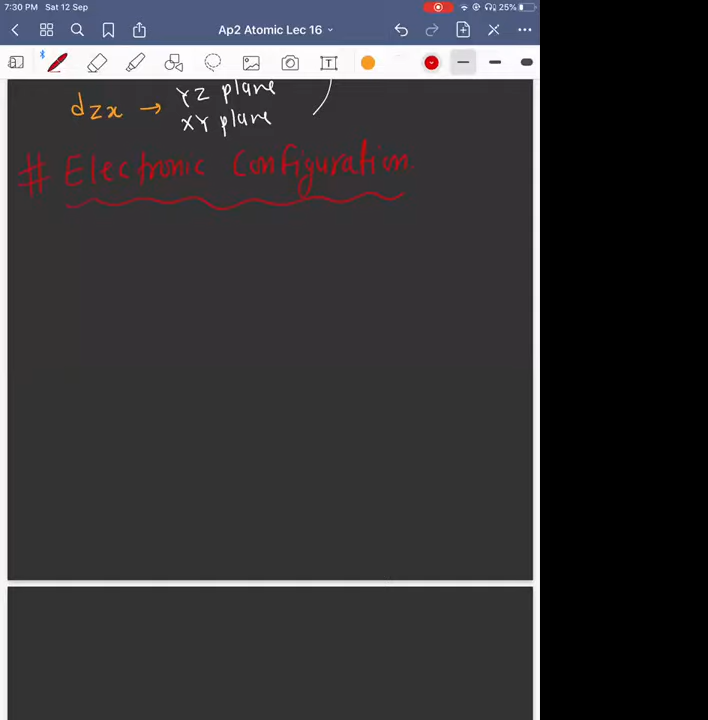 7:30 PM Sat 12 Sep 25%
Ap2 Atomic Lec 16
T
YZ plane
dzx → XY plane
# Electronic Configuration.